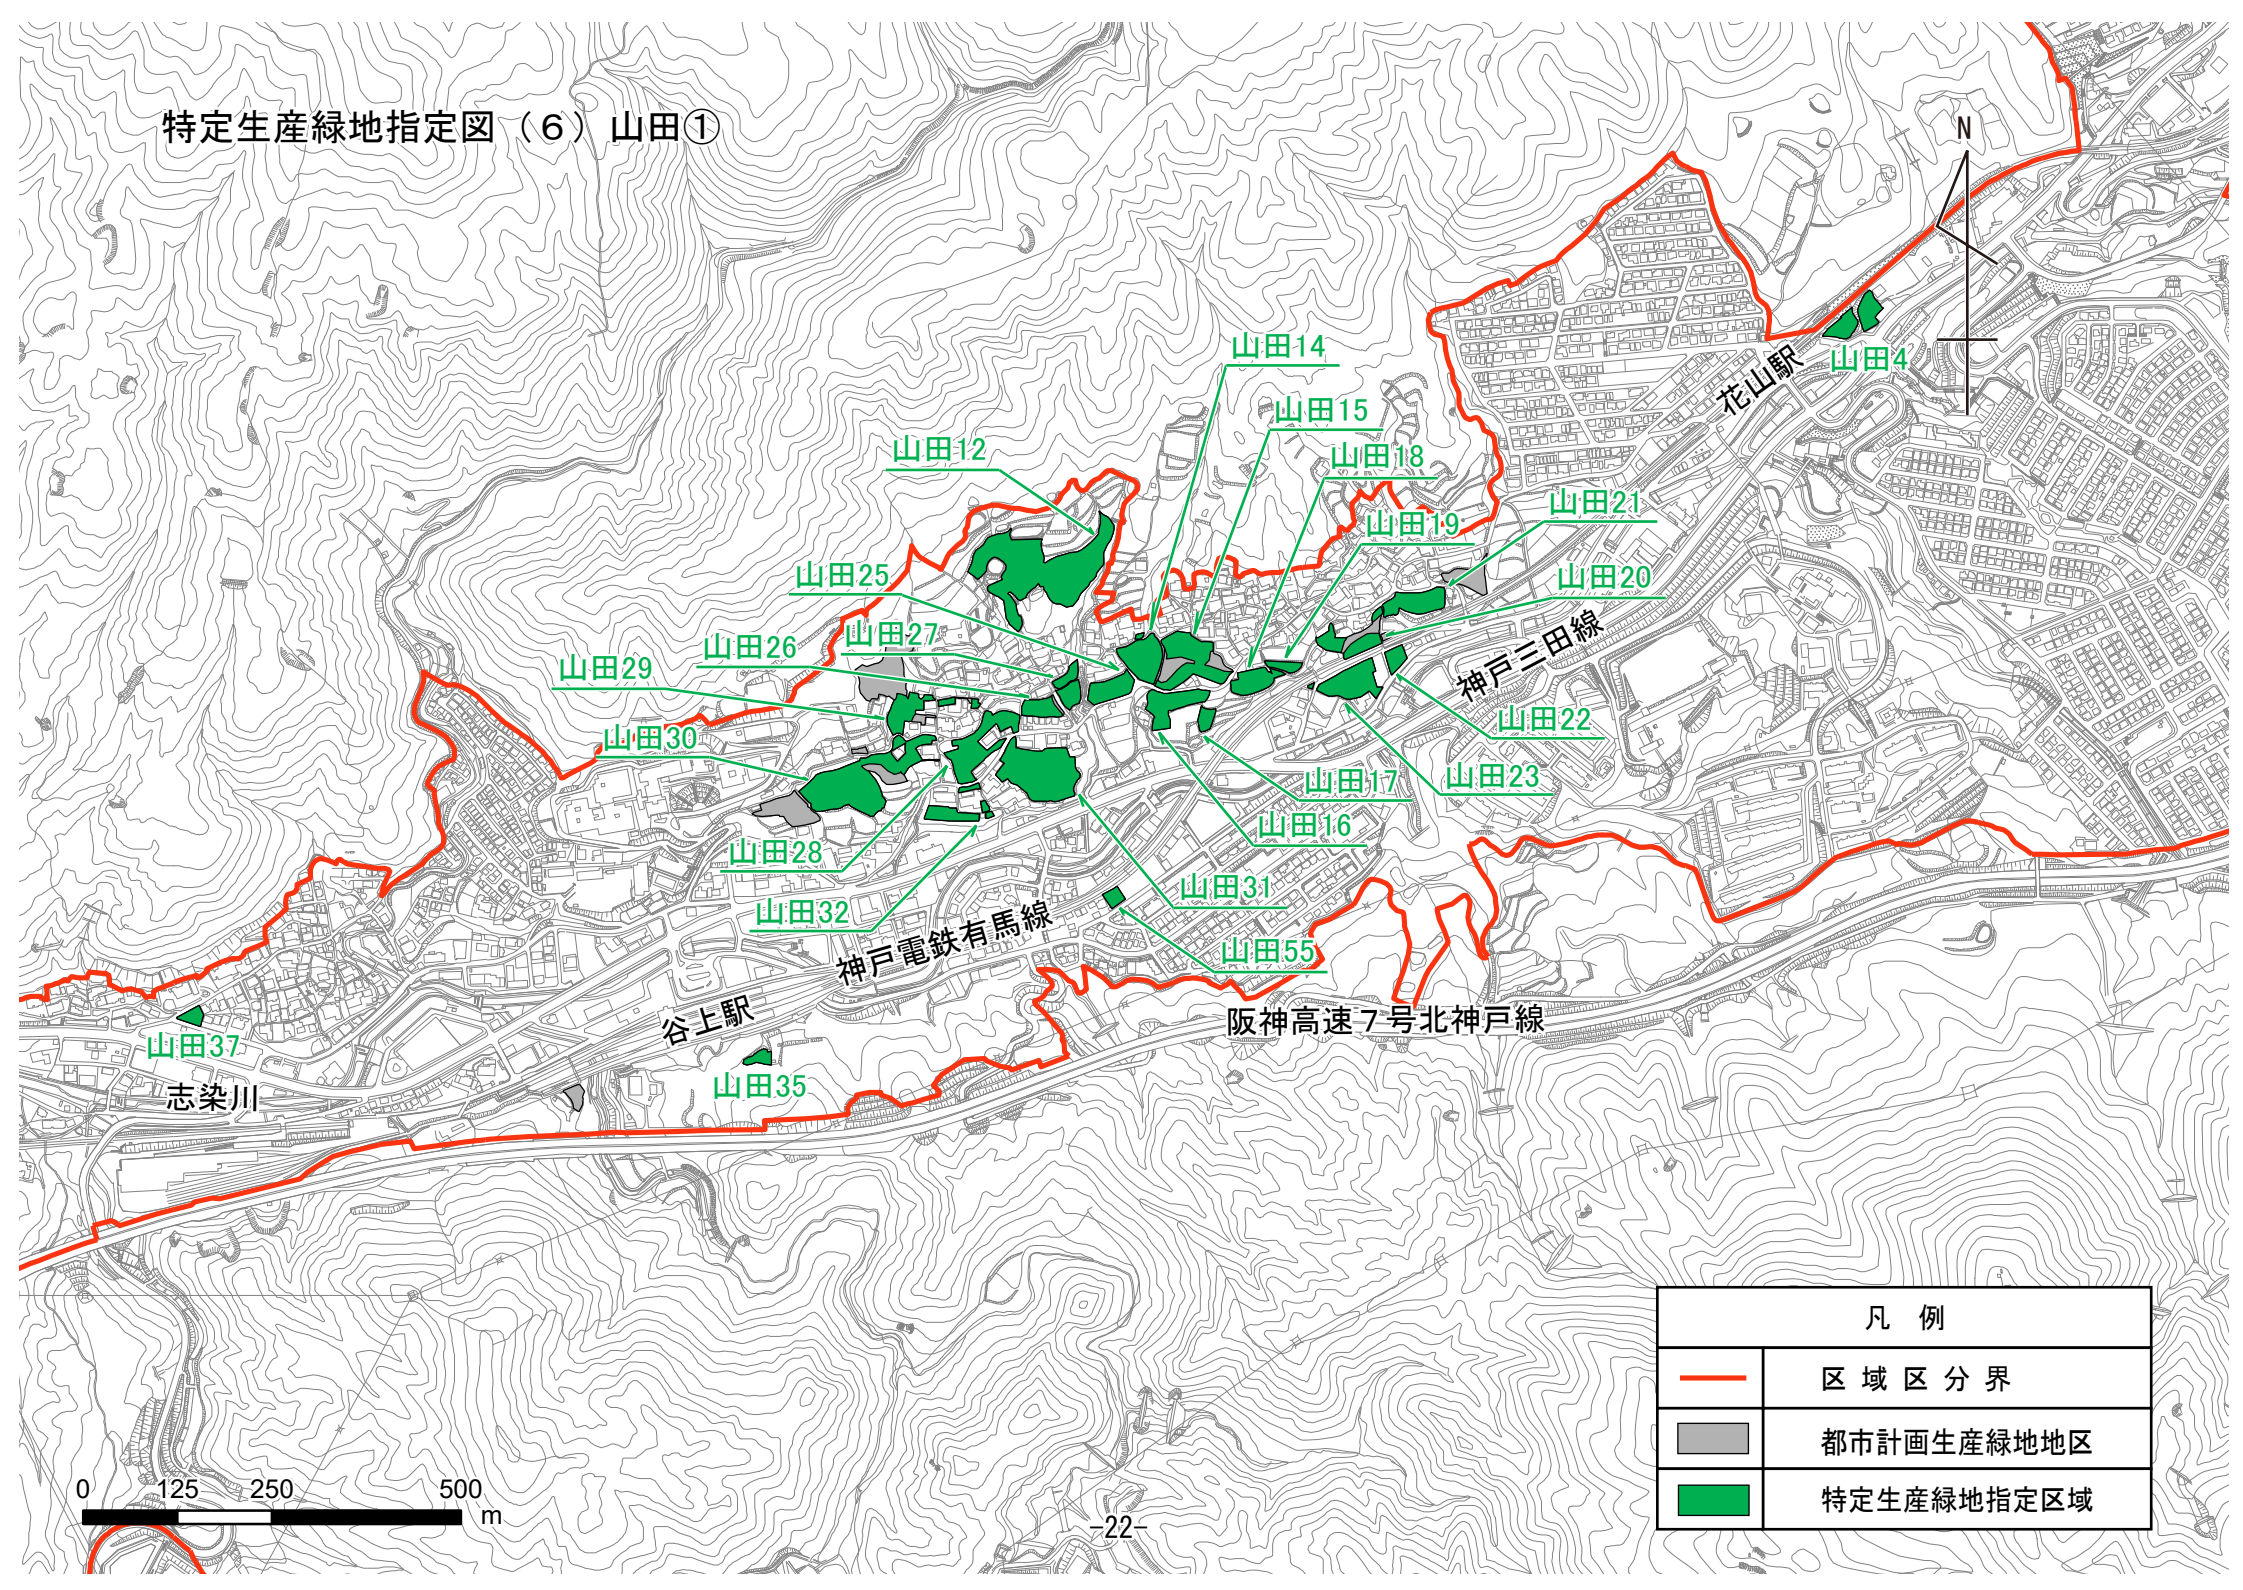 特定生産緑地指定図（６）山田①
N
山田14
山田4
花山駅
山田15
山田12
山田18
山田21
山田19
山田25
山田20
山田27
山田26
神戸三田線
山田29
山田22
山田30
山田17
山田23
山田16
山田28
山田31
山田32
神戸電鉄有馬線
山田55
谷上駅
阪神高速７号北神戸線
山田37
山田35
志染川
凡 例
区域区分界
都市計画生産緑地地区
特定生産緑地指定区域
0 125 250 500
m
-22-